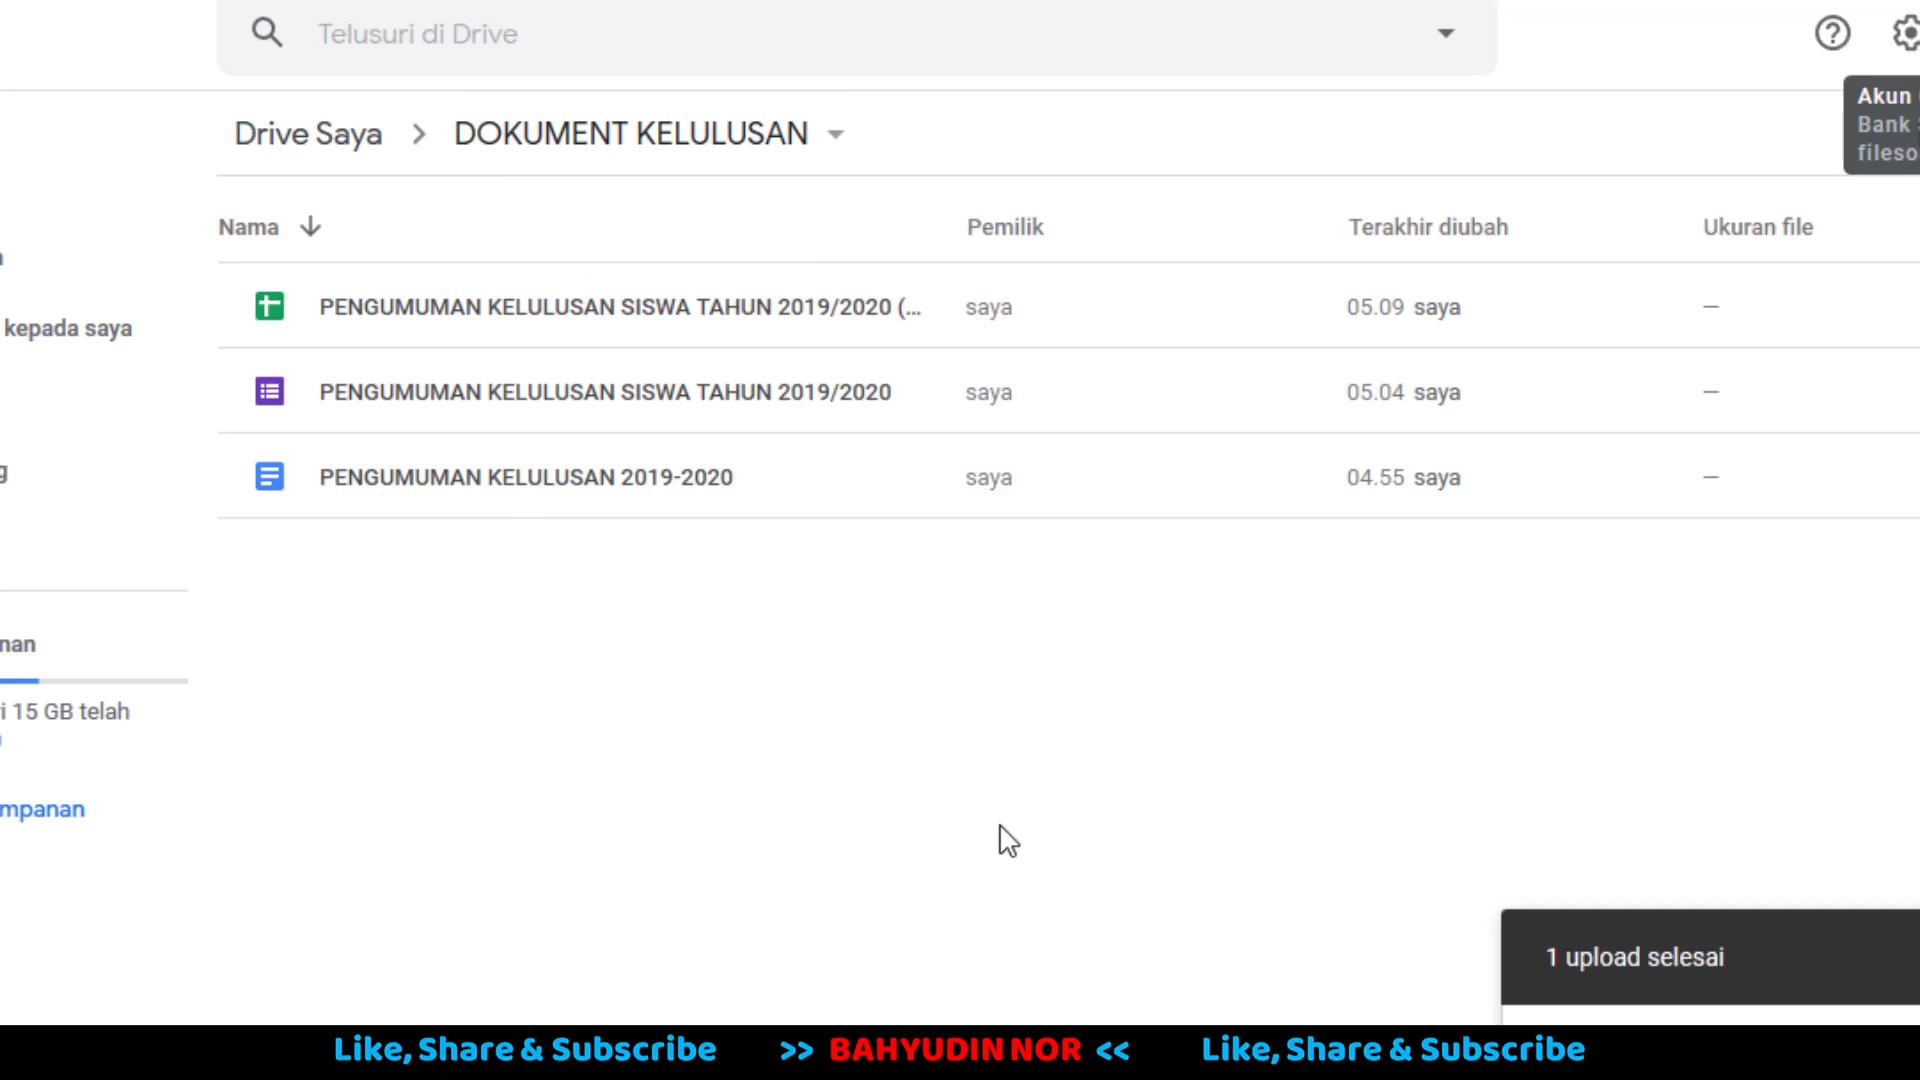 Telusuri di Drive
Akun
Bank
fileso
Drive Saya > DOKUMENT KELULUSAN
Nama Pemilik Terakhir diubah Ukuran file
PENGUMUMAN KELULUSAN SISWA TAHUN 2019/2020 (... saya 05.09 saya —
kepada saya
PENGUMUMAN KELULUSAN SISWA TAHUN 2019/2020 saya 05.04 saya —
PENGUMUMAN KELULUSAN 2019-2020 saya 04.55 saya —
nan
i 15 GB telah
mpanan
1 upload selesai
Like, Share & Subscribe >> BAHYUDIN NOR << Like, Share & Subscribe